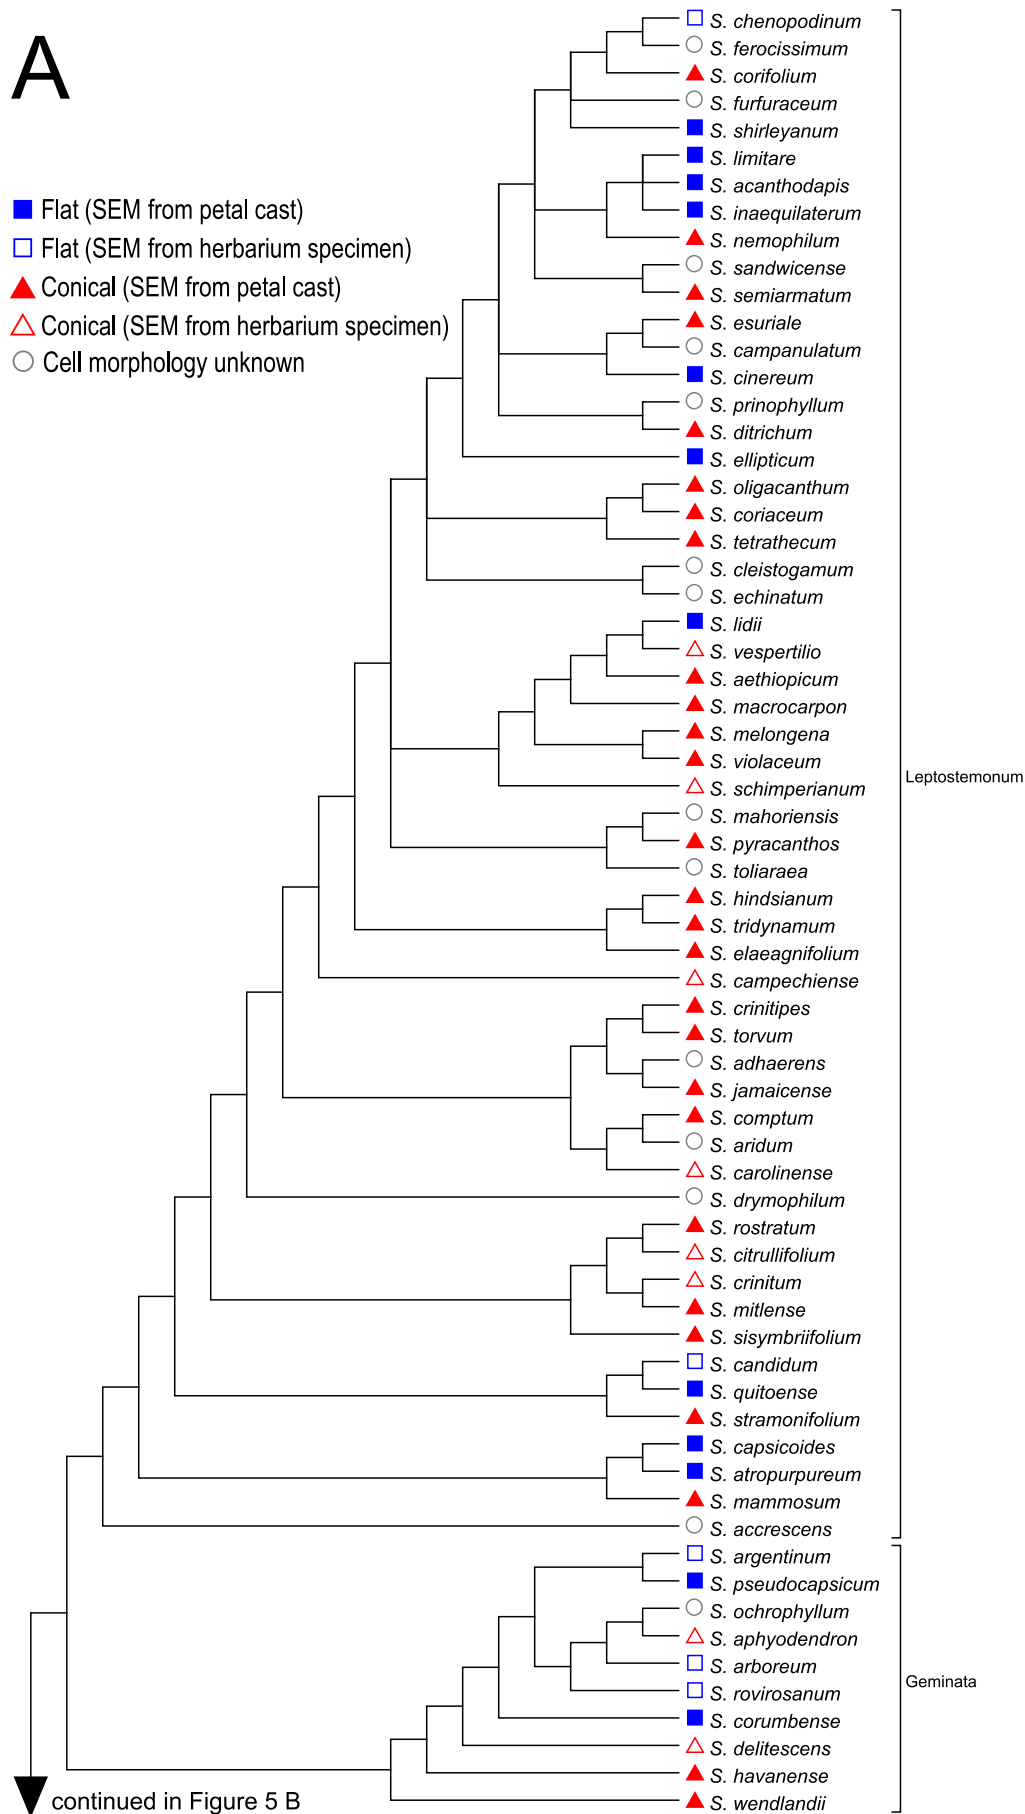 A
Flat (SEM from petal cast)
Flat (SEM from herbarium specimen)
Conical (SEM from petal cast)
Conical (SEM from herbarium specimen)
Cell morphology unknown
S. chenopodinum
S. ferocissimum
S. corifolium
S. furfuraceum
S. shirleyanum
S. limitare
S. acanthodapis
S. inaequilaterum
S. nemophilum
S. sandwicense
S. semiarmatum
S. esuriale
S. campanulatum
S. cinereum
S. prinophyllum
S. ditrichum
S. ellipticum
S. oligacanthum
S. coriaceum
S. tetrathecum
S. cleistogamum
S. echinatum
S. lidii
S. vespertilio
S. aethiopicum
S. macrocarpon
S. melongena
S. violaceum
S. schimperianum
S. mahoriensis
S. pyracanthos
S. toliaraea
S. hindsianum
S. tridynamum
S. elaeagnifolium
S. campechiense
S. crinitipes
S. torvum
S. adhaerens
S. jamaicense
S. comptum
S. aridum
S. carolinense
S. drymophilum
S. rostratum
S. citrullifolium
S. crinitum
S. mitlense
S. sisymbriifolium
S. candidum
S. quitoense
S. stramonifolium
S. capsicoides
S. atropurpureum
S. mammosum
S. accrescens
Leptostemonum
S. argentinum
S. pseudocapsicum
S. ochrophyllum
S. aphyodendron
S. arboreum
S. rovirosanum
S. corumbense
S. delitescens
S. havanense
S. wendlandii
Geminata
continued in Figure 5 B